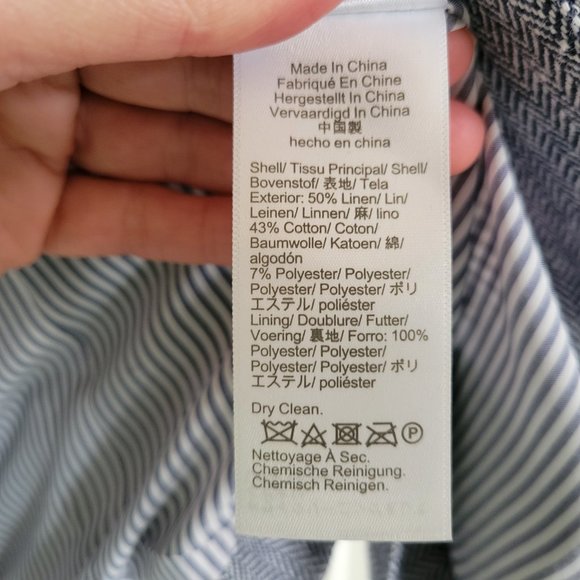 Made In China
Fabriqué En Chine
Hergestellt In China
Vervaardigd In China
中国製
hecho en china
Shell/ Tissu Principal/ Shell/
Bovenstof/ 表地/ Tela
Exterior: 50% Linen/ Lin/
Leinen/ Linnen/ 麻/ lino
43% Cotton/ Coton/
Baumwolle/ Katoen/ 綿/
algodón
7% Polyester/ Polyester/
Polyester/ Polyester/ ポリ
エステル/ poliéster
Lining/ Doublure/ Futter/
Voering/ 裏地/ Forro: 100%
Polyester/ Polyester/
Polyester/ Polyester/ ポリ
エステル/ poliéster
Dry Clean.
P
Nettoyage À Sec.
Chemische Reinigung.
Chemisch Reinigen.